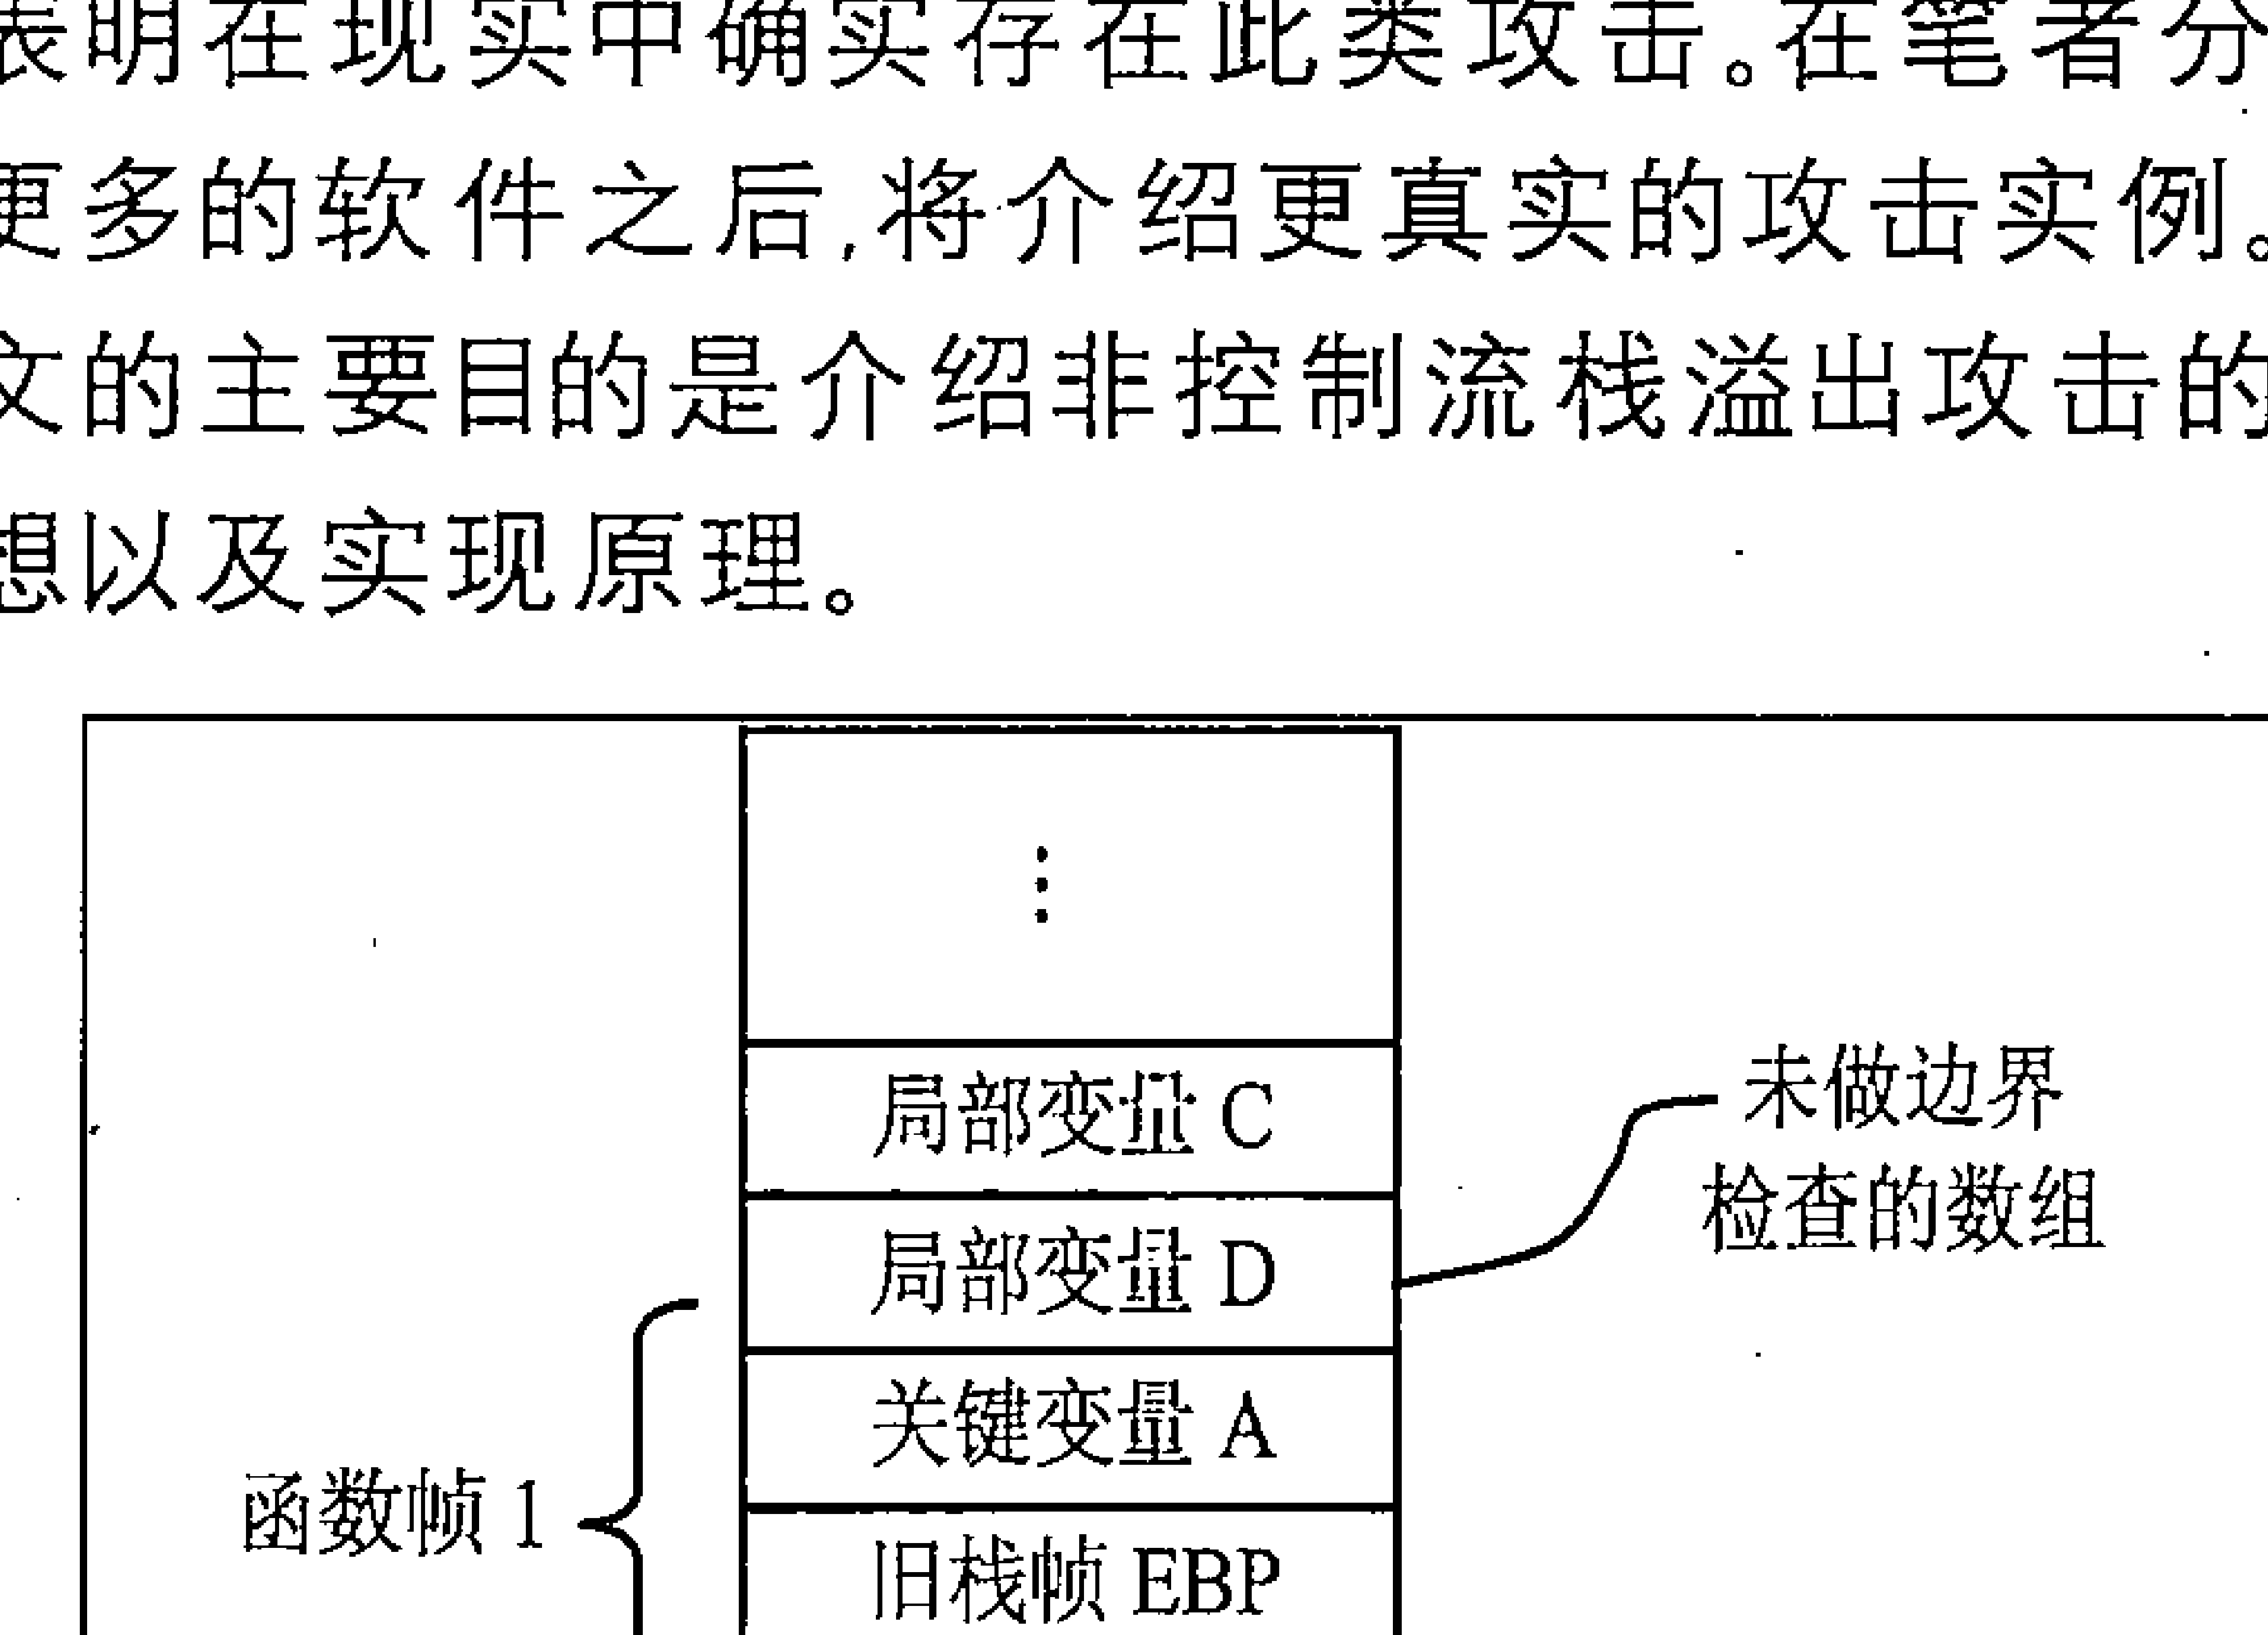 表明在现实中确实存在此类攻击。在笔者分
更多的软件之后,将介绍更真实的攻击实例。
文的主要目的是介绍非控制流栈溢出攻击的
想以及实现原理。
⋮
局部变量 C
未做边界
检查的数组
局部变量 D
关键变量 A
函数帧 1
旧栈帧 EBP